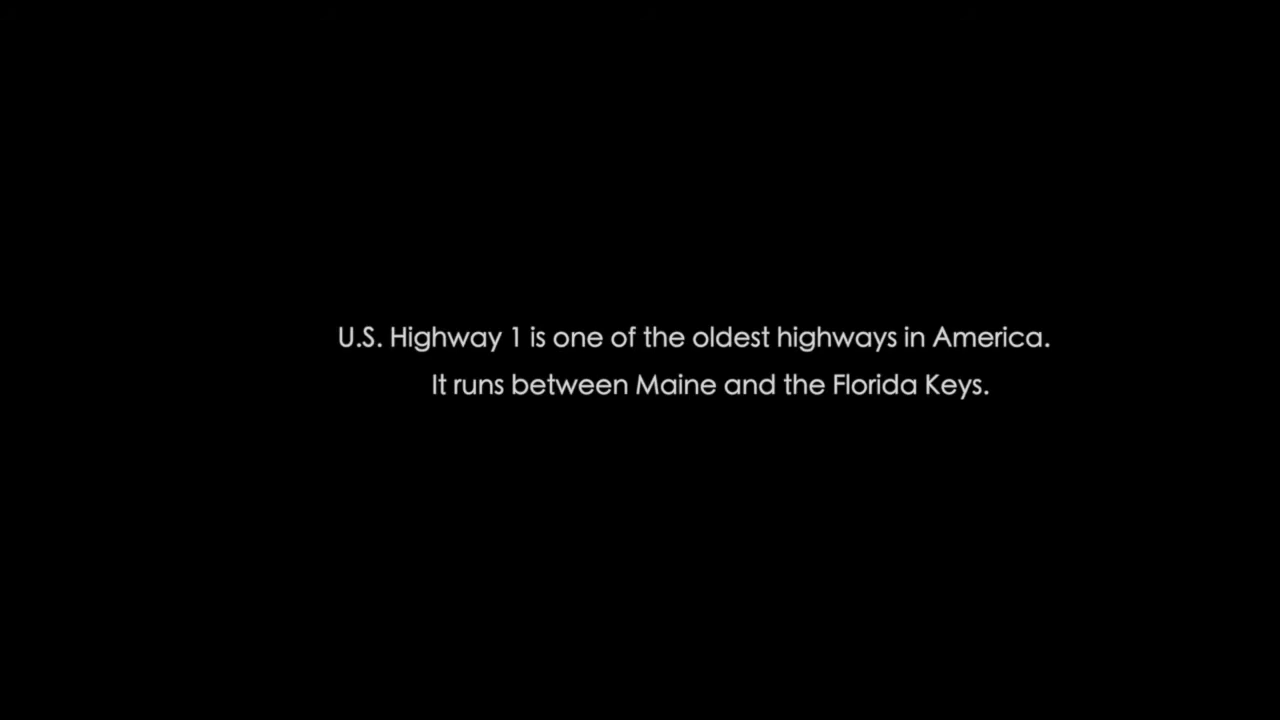 U.S. Highway 1 is one of the oldest highways in America.
It runs between Maine and the Florida Keys.